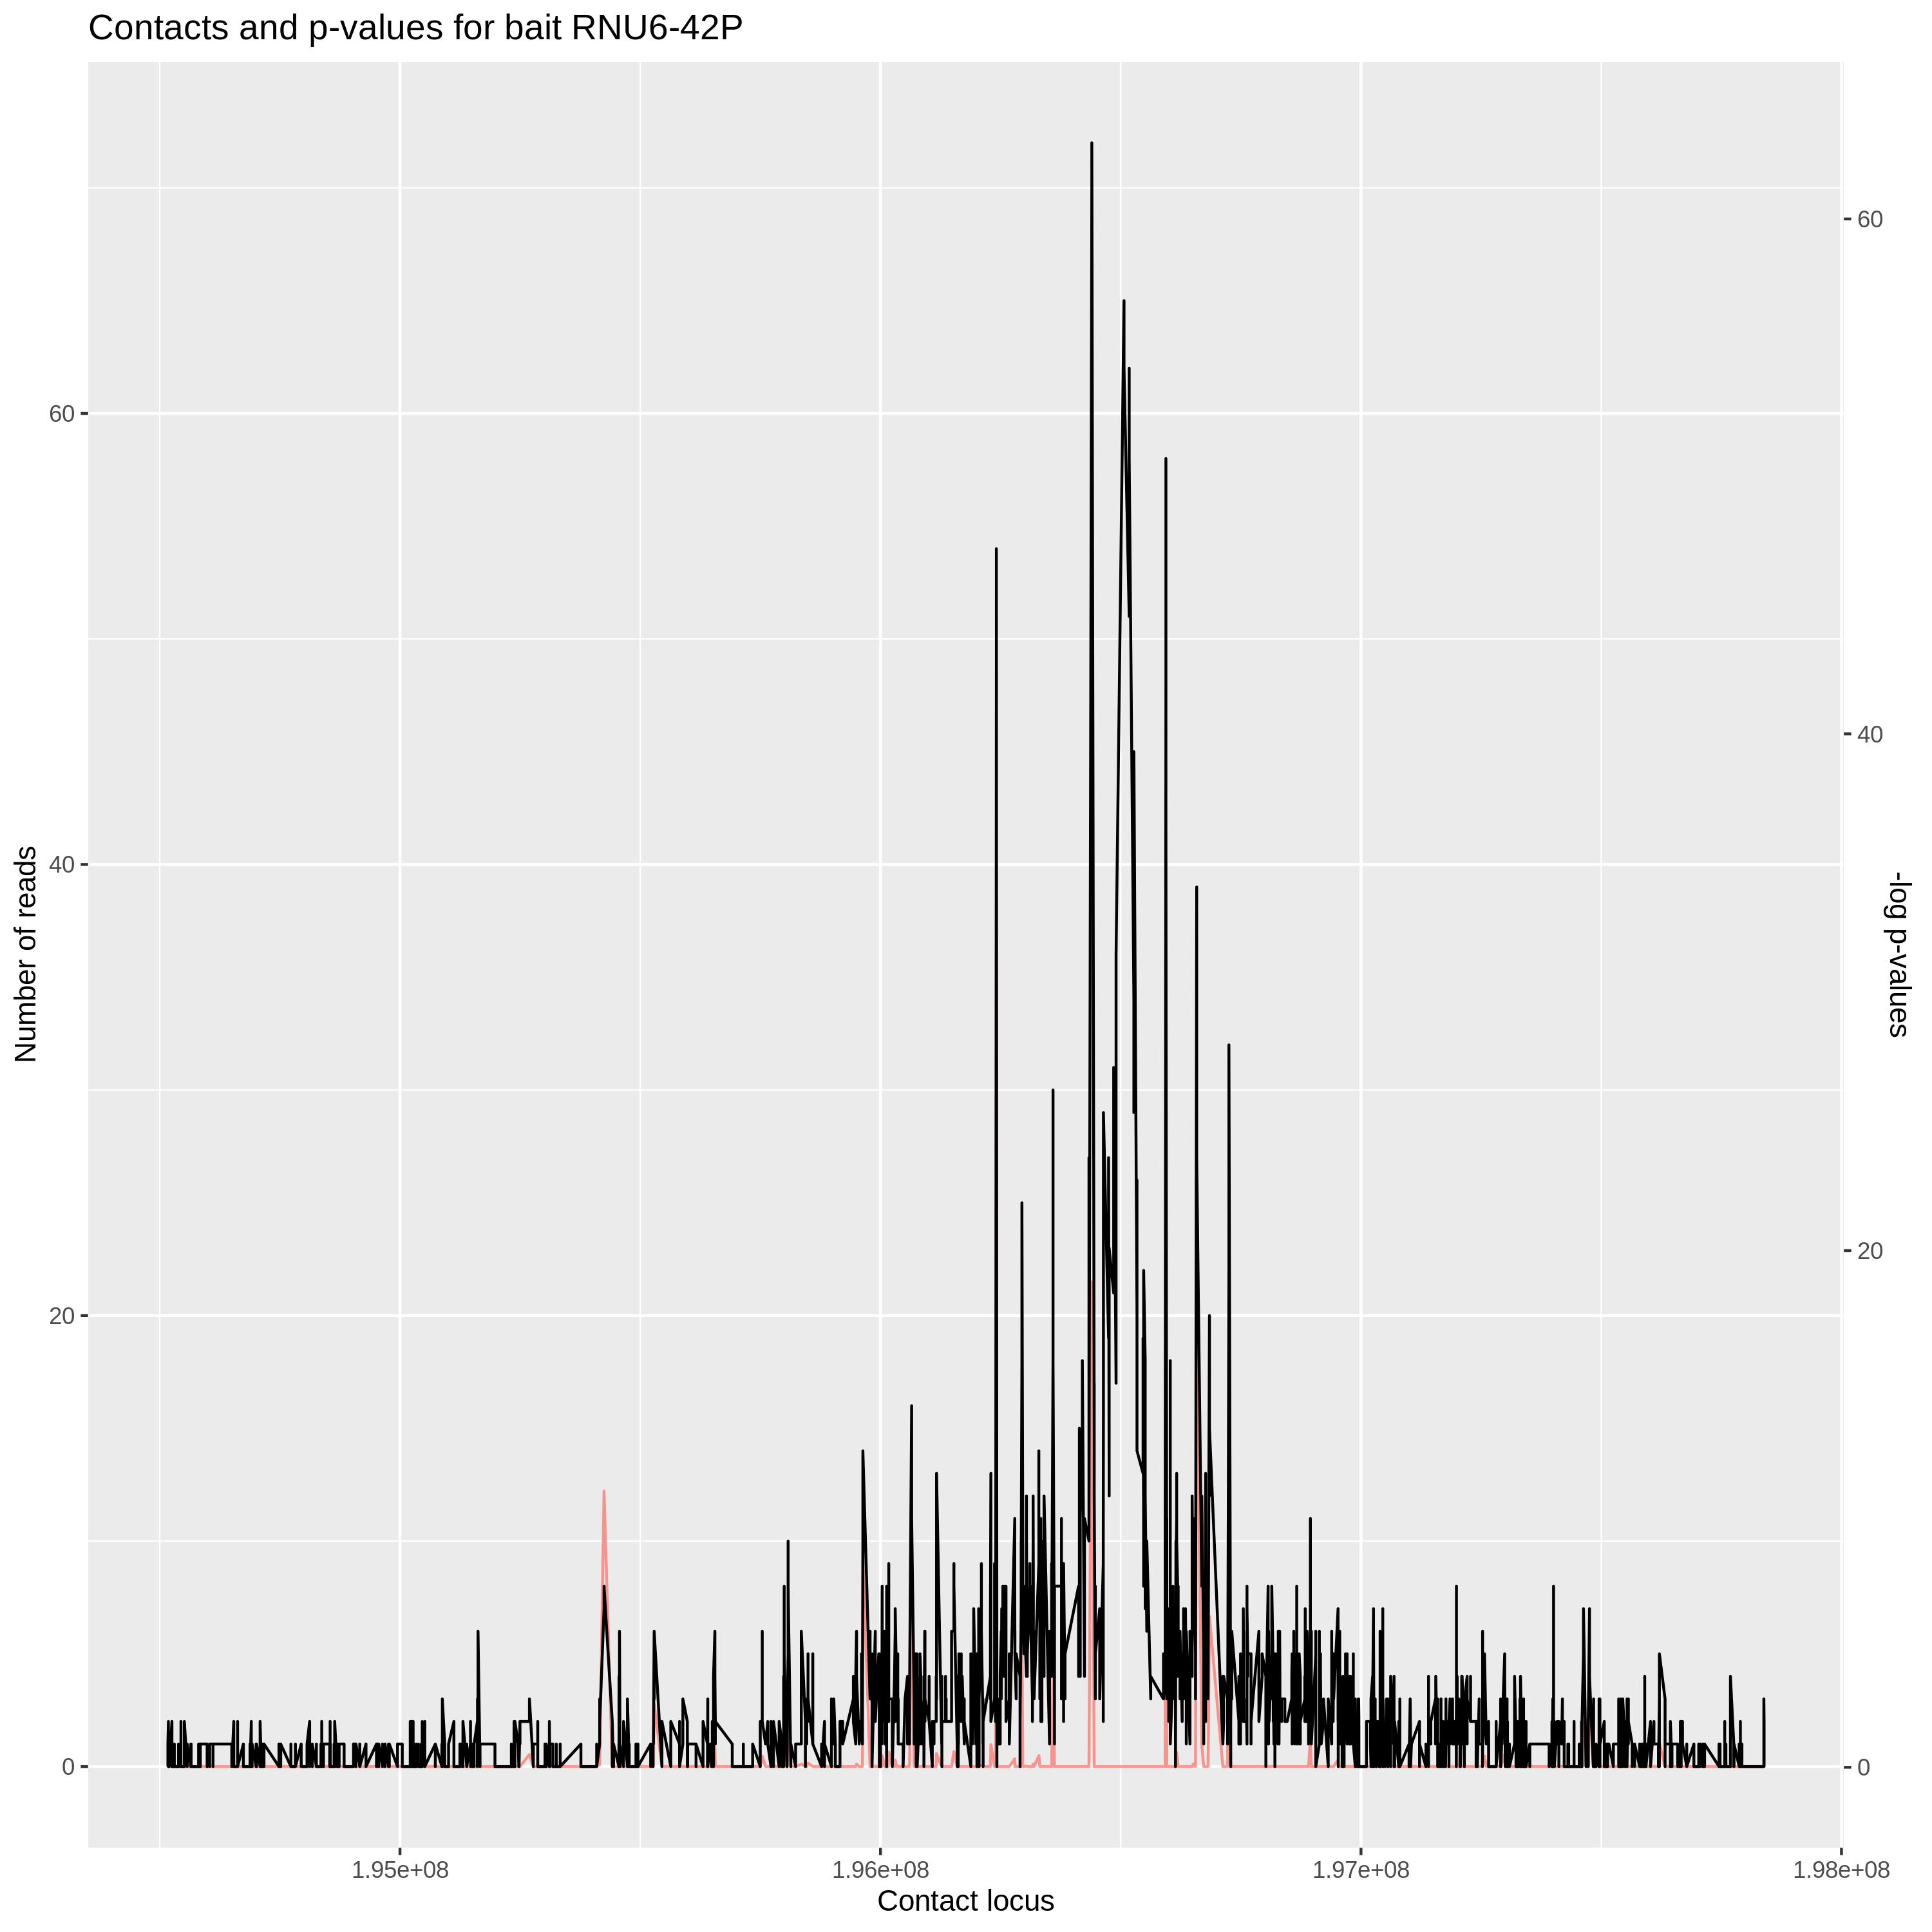 Contacts and p-values for bait RNU6-42P
60
40
20
0
Number of reads
60
40
20
0
-log p-values
1.95e+08
1.96e+08
1.97e+08
1.98e+08
Contact locus